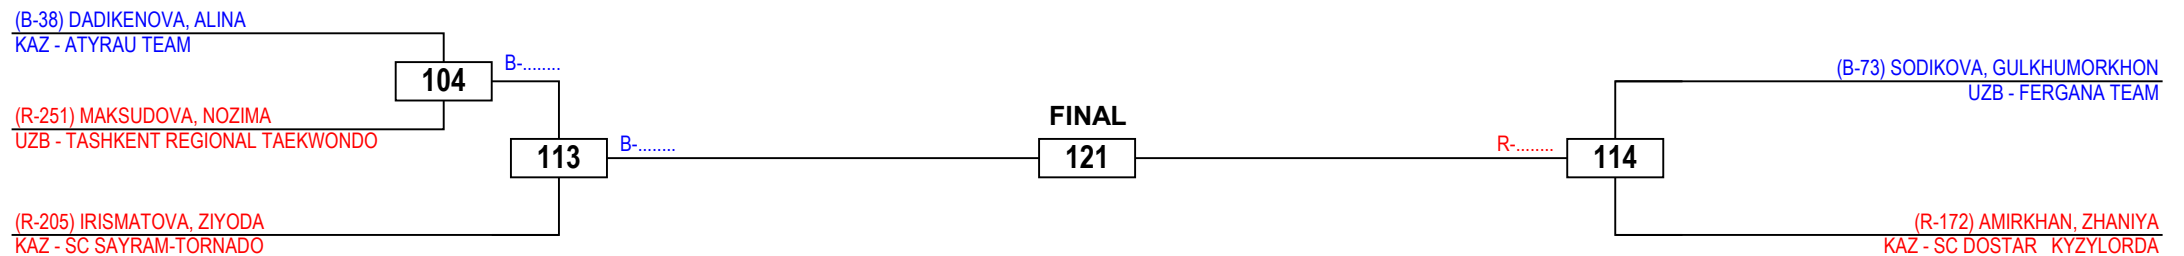 (B-38) DADIKENOVA, ALINA
KAZ - ATYRAU TEAM
104
B-........
(R-251) MAKSUDOVA, NOZIMA
UZB - TASHKENT REGIONAL TAEKWONDO
113
B-........
(R-205) IRISMATOVA, ZIYODA
KAZ - SC SAYRAM-TORNADO
FINAL
121
R-........
114
(B-73) SODIKOVA, GULKHUMORKHON
UZB - FERGANA TEAM
(R-172) AMIRKHAN, ZHANIYA
KAZ - SC DOSTAR   KYZYLORDA